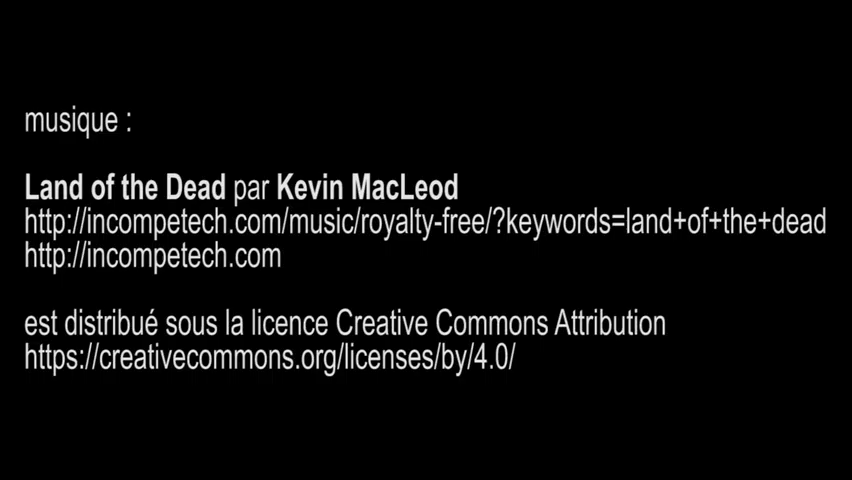 musique :
Land of the Dead par Kevin MacLeod
http://incompetech.com/music/royalty-free/?keywords=land+of+the+dead
http://incompetech.com
est distribué sous la licence Creative Commons Attribution
https://creativecommons.org/licenses/by/4.0/